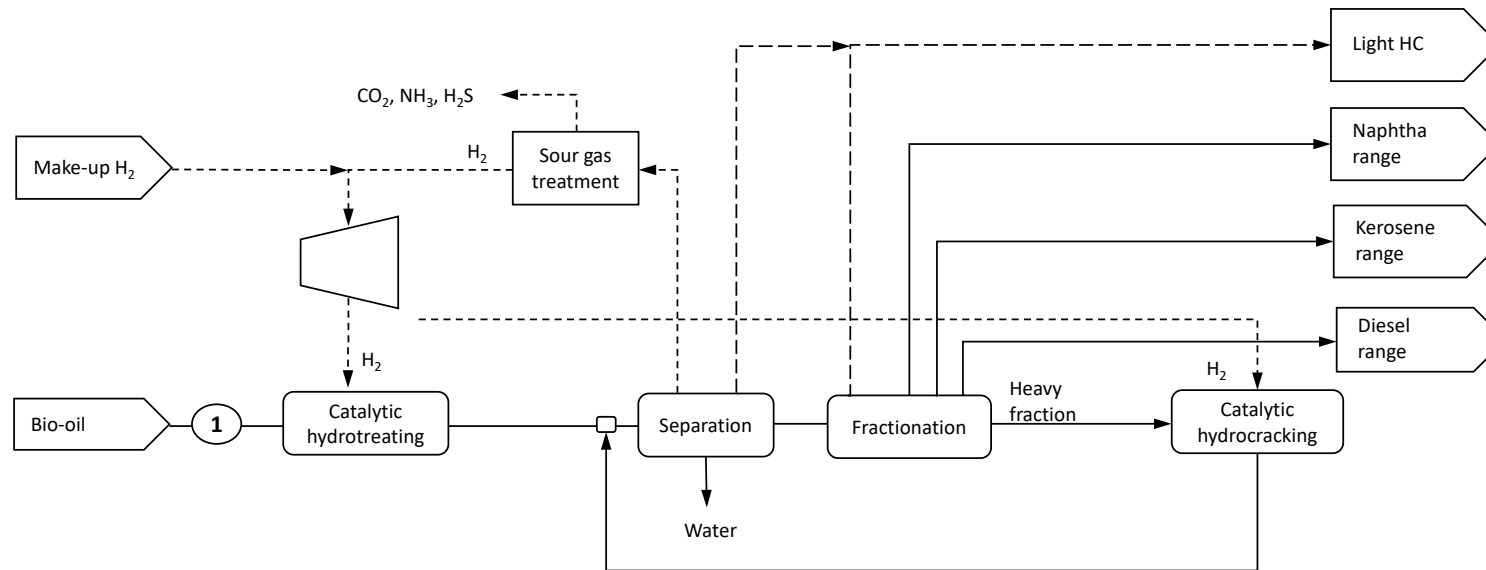 Light HC
CO₂, NH₃, H₂S
Naphtha
range
Make-up H₂
H₂
Sour gas
treatment
Kerosene
range
Diesel
range
H₂
H₂
Heavy
fraction
Bio-oil
1
Catalytic
hydrotreating
Separation
Fractionation
Catalytic
hydrocracking
Water